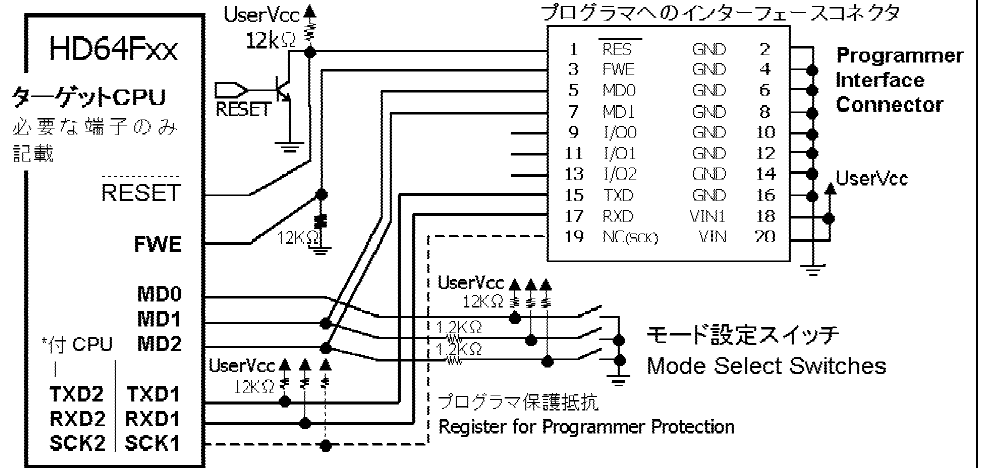 プログラマへのインターフェースコネクタ
UserVcc
12kΩ
HD64Fxx
ターゲットCPU
必要な端子のみ
記載
RESET
1 RES GND 2
3 FWE GND 4
5 MD0 GND 6
7 MD1 GND 8
9 I/O0 GND 10
11 I/O1 GND 12
13 I/O2 GND 14
15 TXD GND 16
17 RXD VIN1 18
19 NC(SCK) VIN 20
Programmer
Interface
Connector
UserVcc
RESET
FWE
12KΩ
MD0
MD1
MD2
UserVcc
12KΩ
1.2KΩ
1.2KΩ
モード設定スイッチ
Mode Select Switches
*付 CPU
UserVcc
12KΩ
TXD2 TXD1
RXD2 RXD1
SCK2 SCK1
プログラマ保護抵抗
Register for Programmer Protection